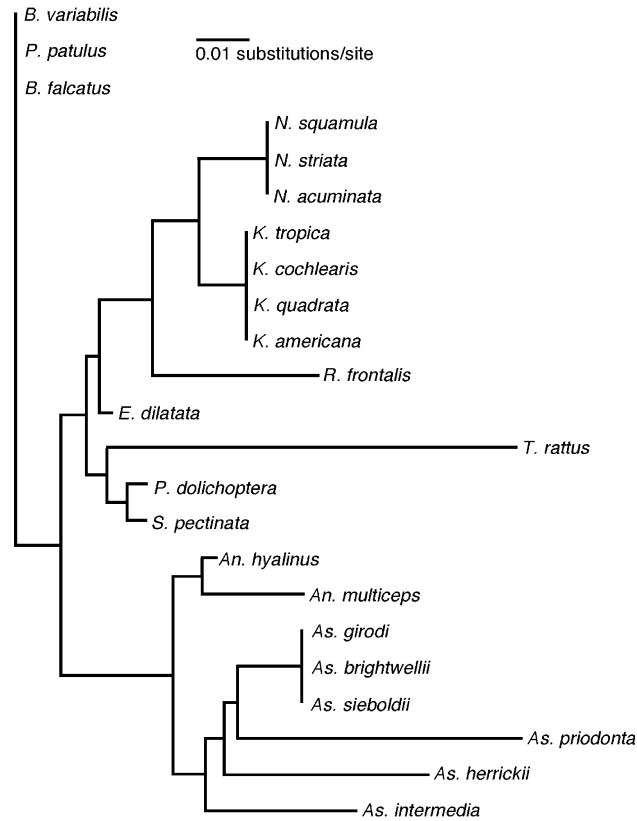 B. variabilis
P. patulus
0.01 substitutions/site
B. falcatus
N. squamula
N. striata
N. acuminata
K. tropica
K. cochlearis
K. quadrata
K. americana
R. frontalis
E. dilatata
T. rattus
P. dolichoptera
S. pectinata
An. hyalinus
An. multiceps
As. girodi
As. brightwellii
As. sieboldii
As. priodonta
As. herrickii
As. intermedia